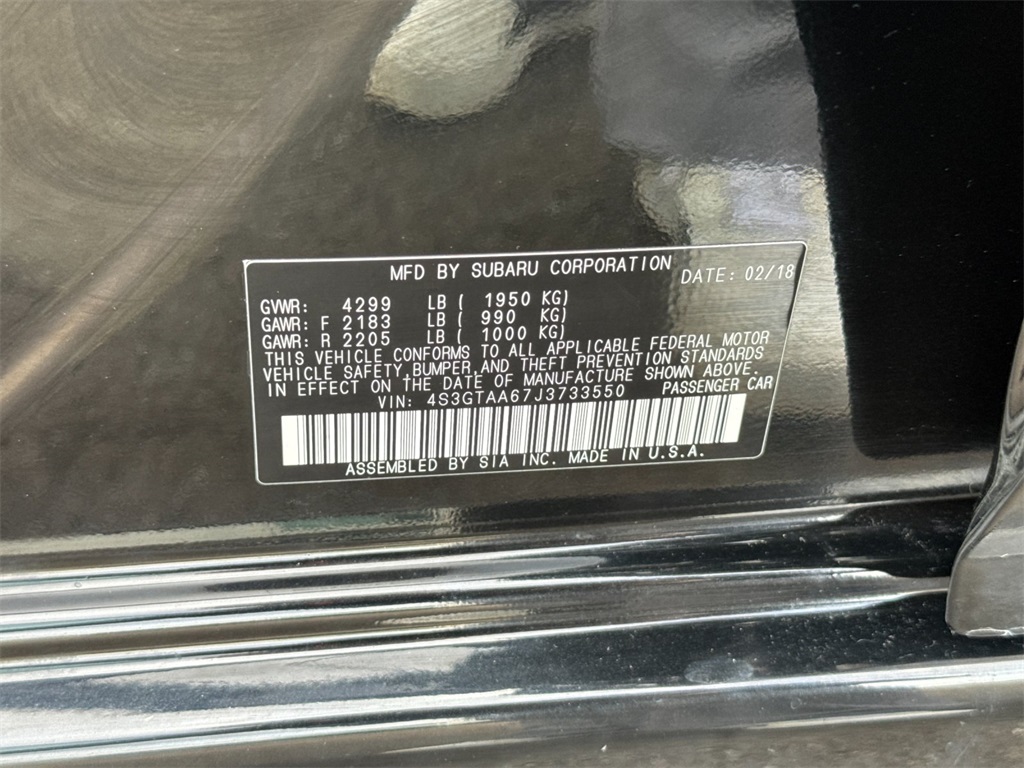 MFD BY SUBARU CORPORATION DATE: 02/18
GVWR: 4299 LB ( 1950 KG)
GAWR: F 2183 LB ( 990 KG)
GAWR: R 2205 LB ( 1000 KG)
THIS VEHICLE CONFORMS TO ALL APPLICABLE FEDERAL MOTOR
VEHICLE SAFETY, BUMPER, AND THEFT PREVENTION STANDARDS
IN EFFECT ON THE DATE OF MANUFACTURE SHOWN ABOVE.
VIN: 4S3GTAA67J3733550 PASSENGER CAR
ASSEMBLED BY SIA INC. MADE IN U.S.A.